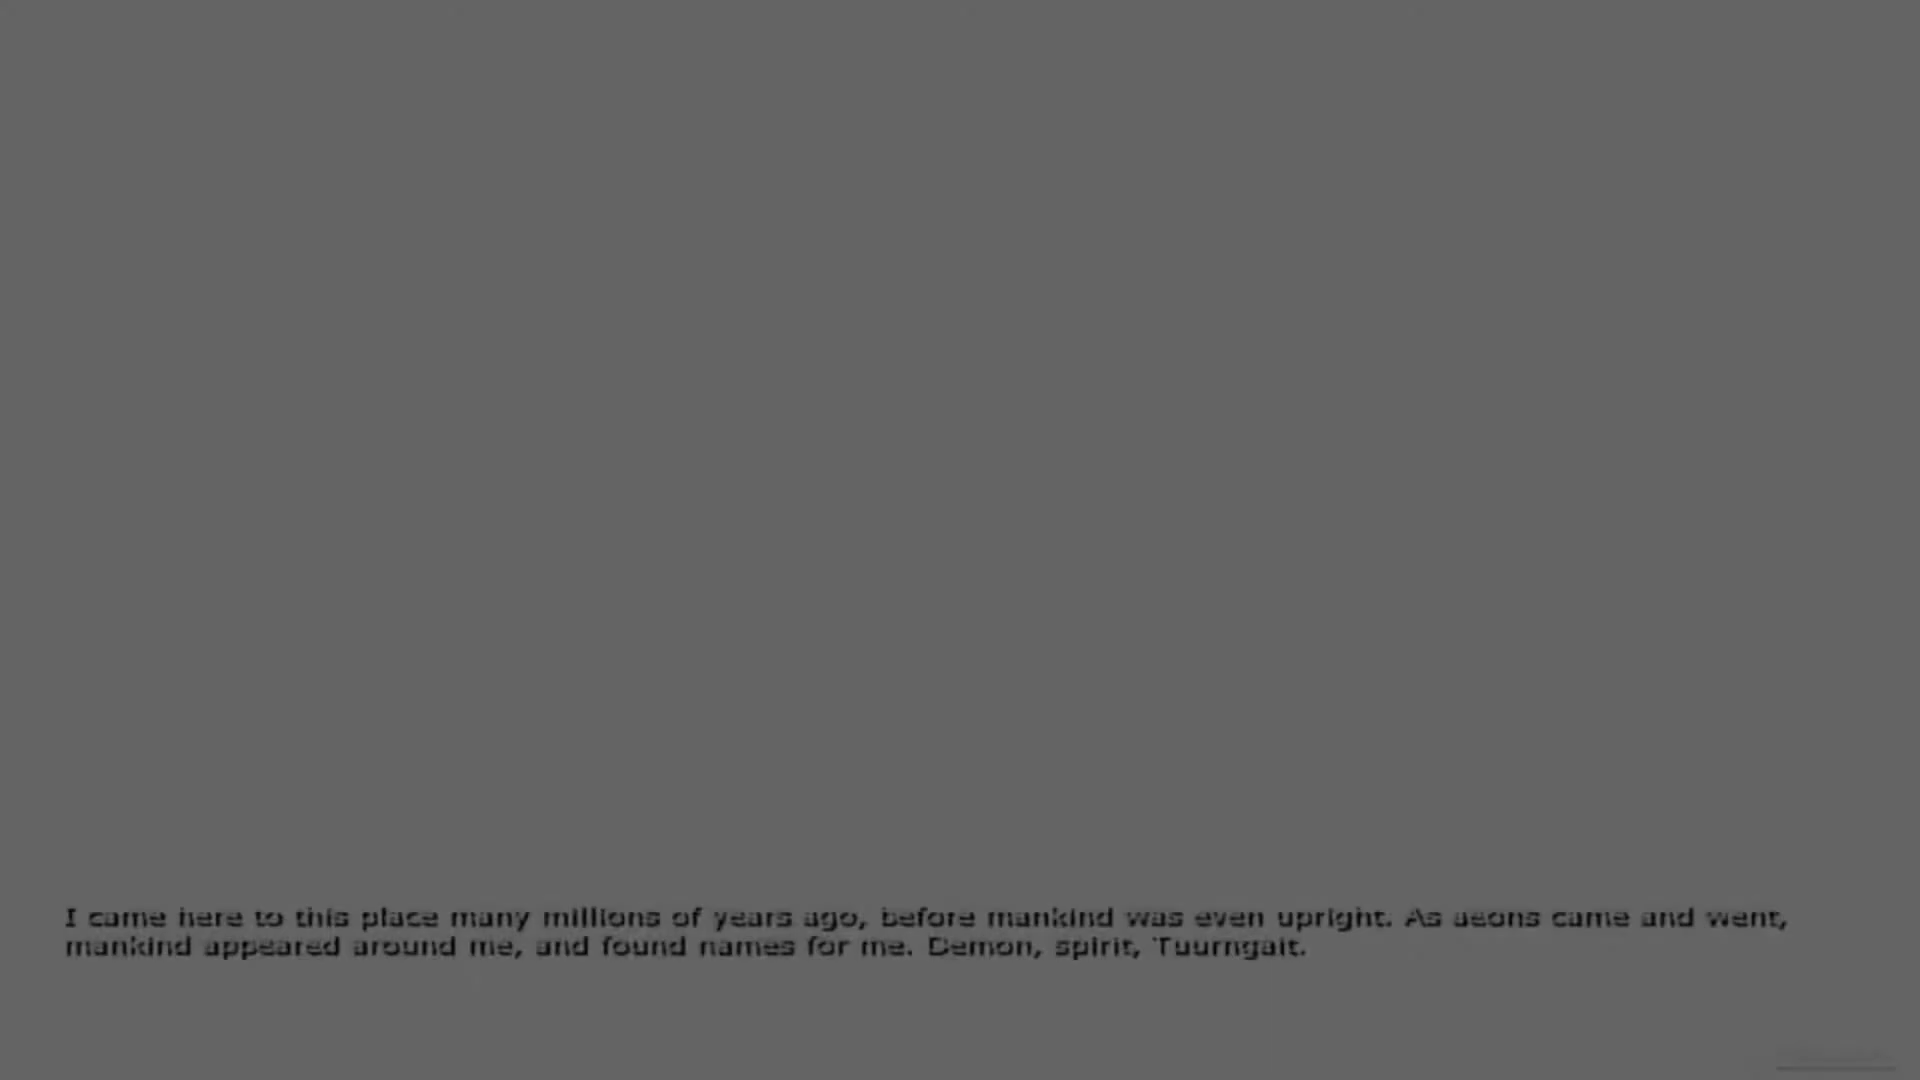 I came here to this place many millions of years ago, before mankind was even upright. As aeons came and went,
mankind appeared around me, and found names for me. Demon, spirit, Tuurngait.